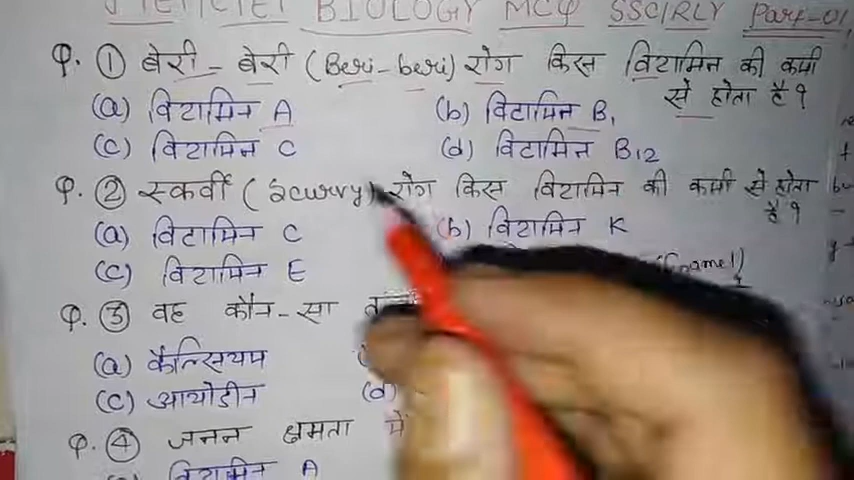 BIOLOGY MCQ SSC/RLY Part-01
Q. ① बेरी - बेरी (Beri-beri) रोग किस विटामिन की कमी
से होता है ?
(a) विटामिन A (b) विटामिन B₁
(c) विटामिन C (d) विटामिन B12
Q. ② स्कर्वी (Scurvy) रोग किस विटामिन की कमी से होता
है ?
(a) विटामिन C (b) विटामिन K
(c) विटामिन E
Q. ③ वह कौन-सा
(a) कैल्सियम
(c) आयोडीन (d)
Q. ④ जनन क्षमता में
विटामिन A